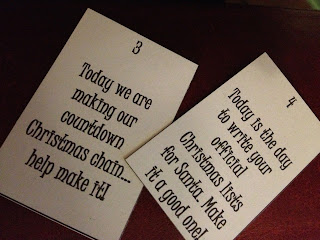 3
Today we are
making our
countdown
Christmas chain...
help make it!
4
Today is the day
to write your
official
Christmas lists
for Santa. Make
it a good one!